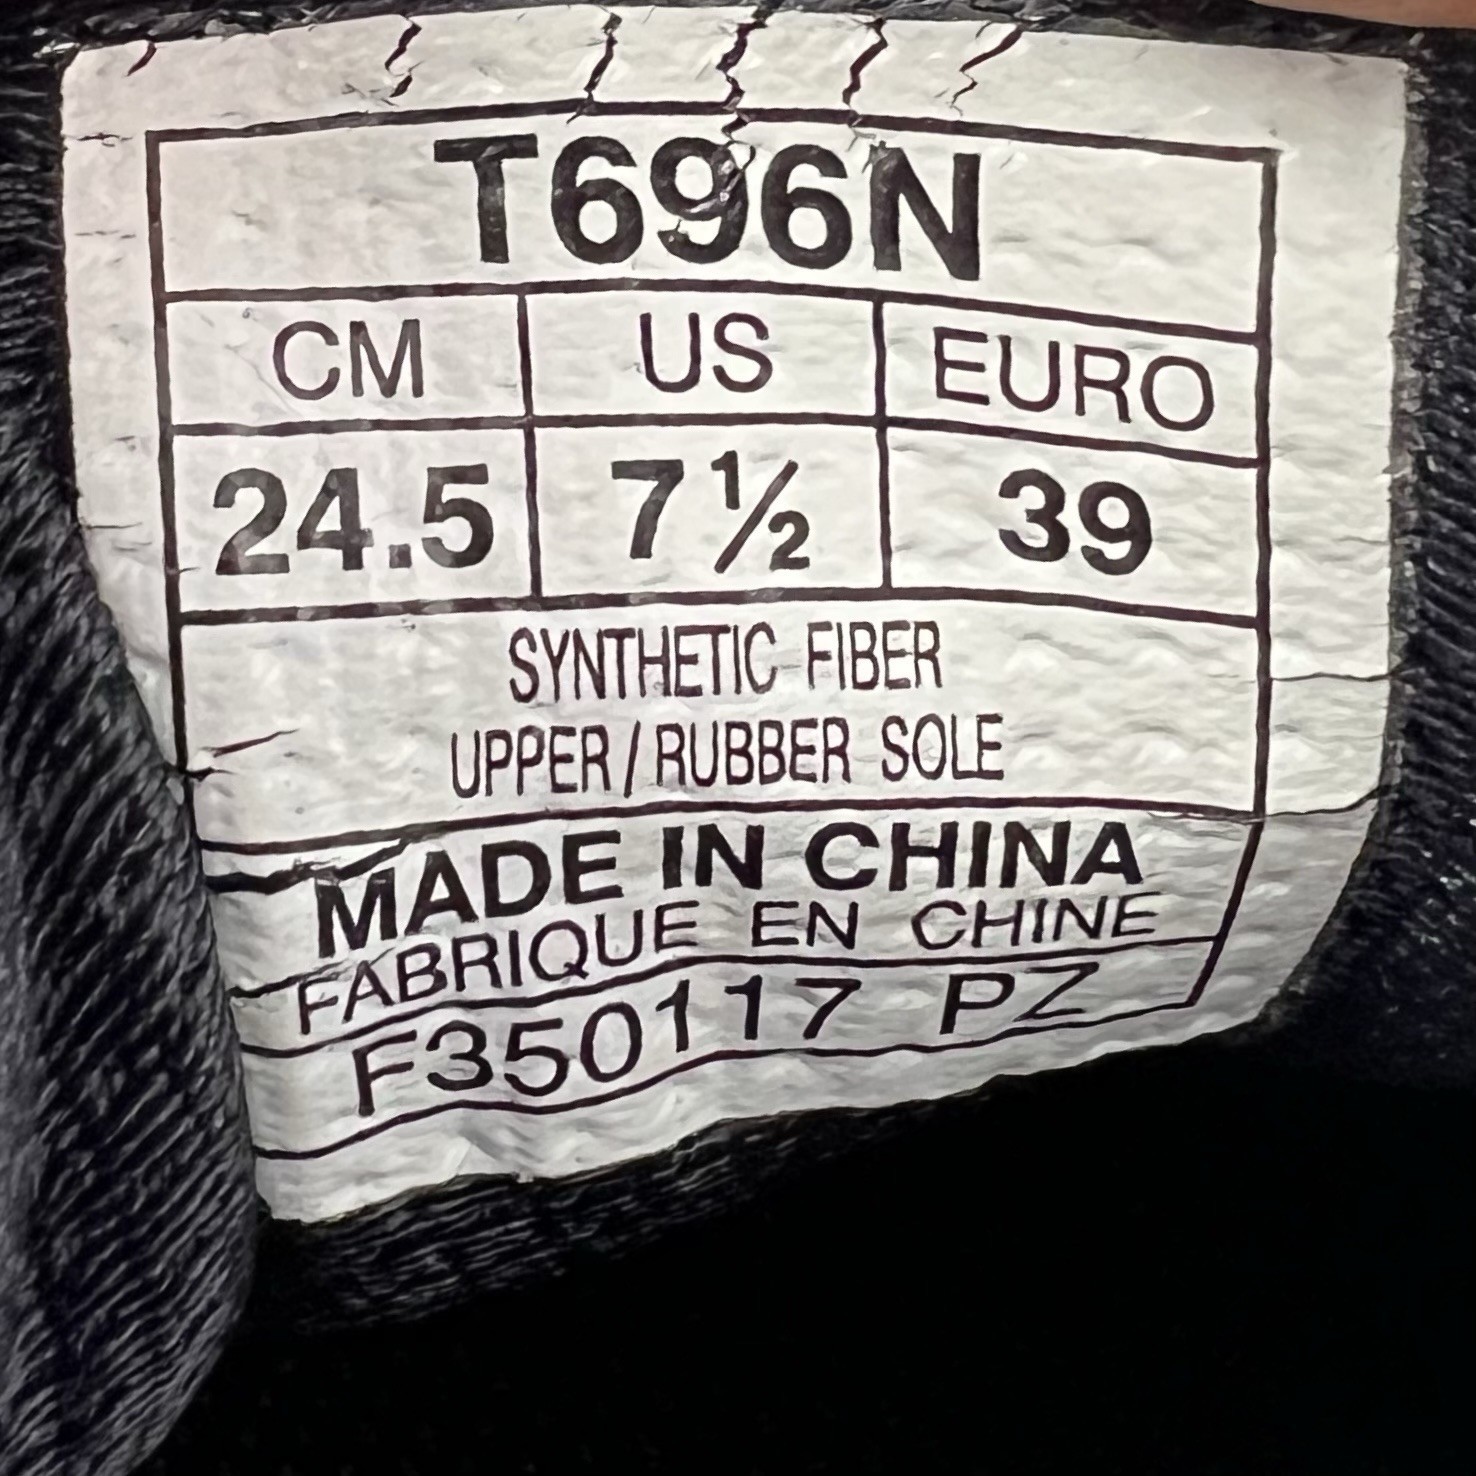 T696N
CM US EURO
24.5 7½ 39
SYNTHETIC FIBER
UPPER/RUBBER SOLE
MADE IN CHINA
FABRIQUE EN CHINE
F350117 PZ